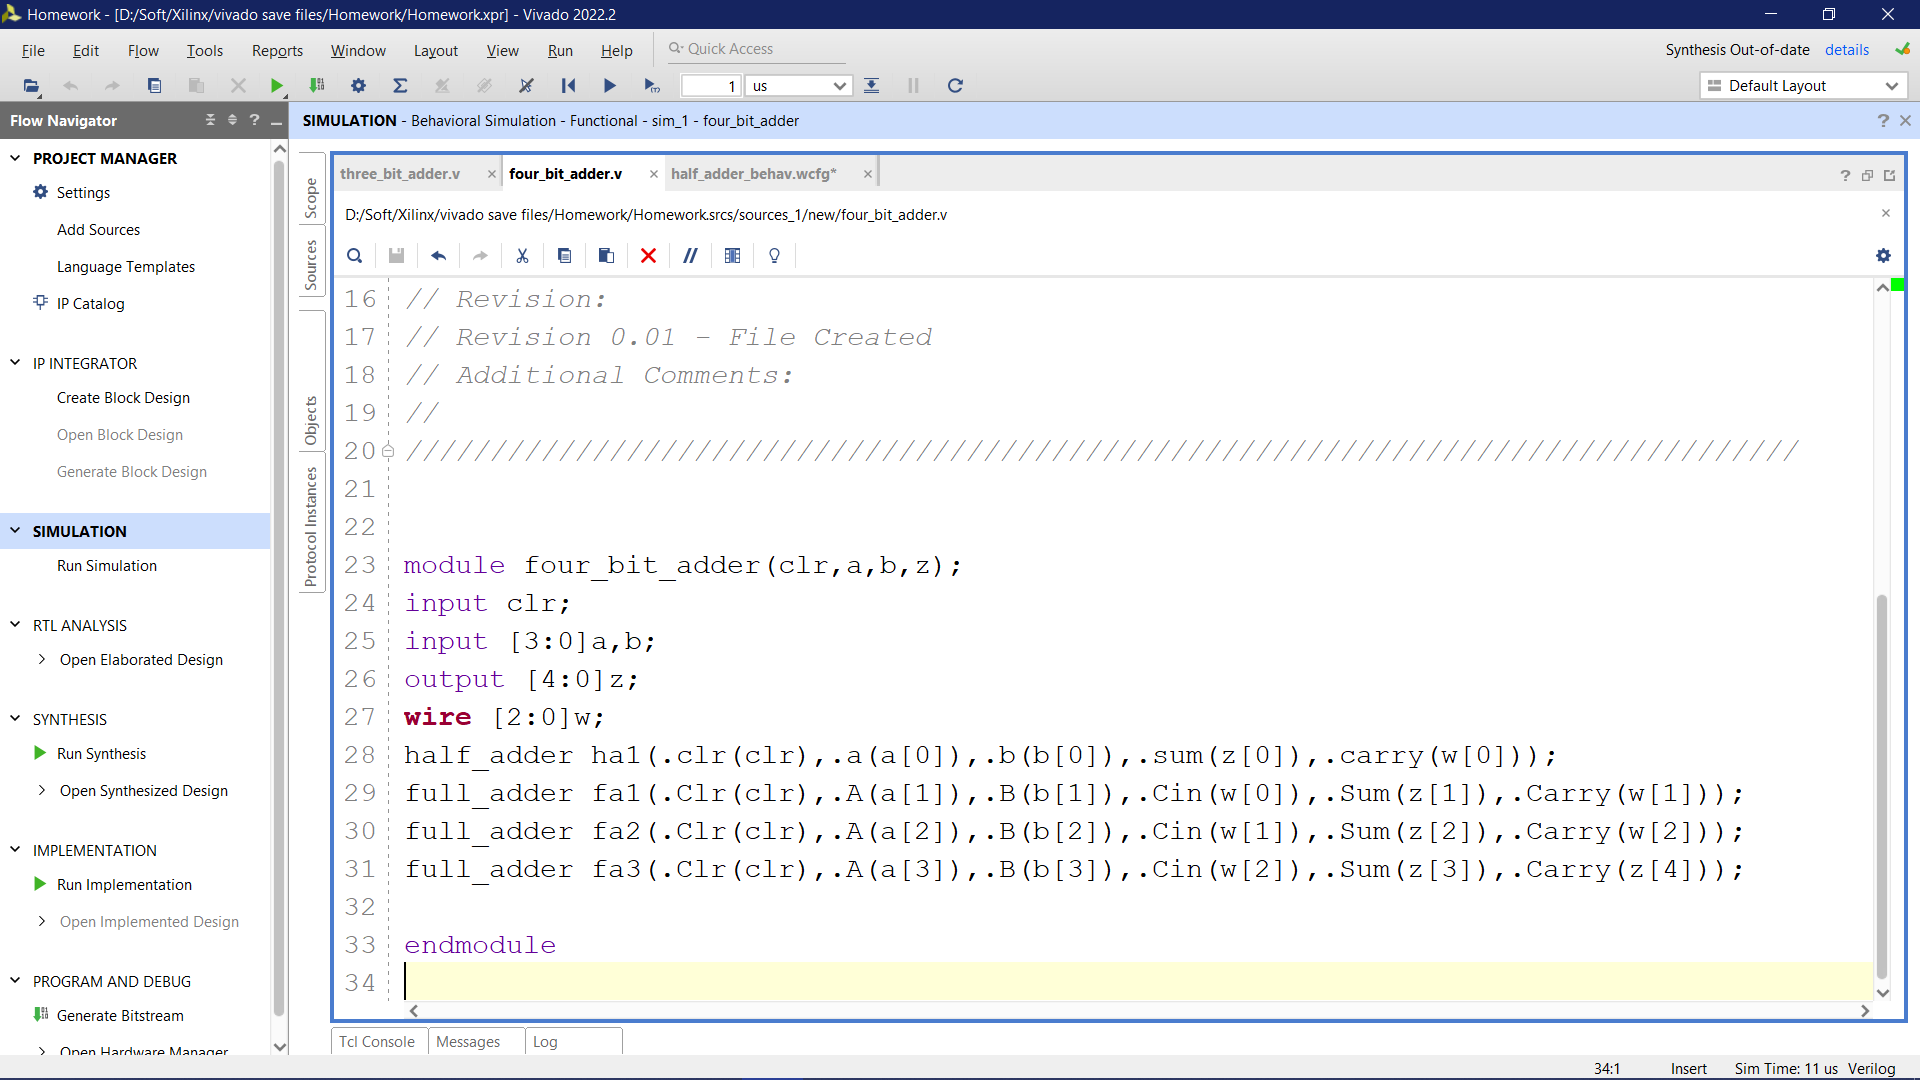 Homework - [D:/Soft/Xilinx/vivado save files/Homework/Homework.xpr] - Vivado 2022.2
File Edit Flow Tools Reports Window Layout View Run Help Quick Access
Synthesis Out-of-date details
1 us
Default Layout
Flow Navigator
SIMULATION - Behavioral Simulation - Functional - sim_1 - four_bit_adder
PROJECT MANAGER
Settings
Add Sources
Language Templates
IP Catalog
IP INTEGRATOR
Create Block Design
Open Block Design
Generate Block Design
SIMULATION
Run Simulation
RTL ANALYSIS
Open Elaborated Design
SYNTHESIS
Run Synthesis
Open Synthesized Design
IMPLEMENTATION
Run Implementation
Open Implemented Design
PROGRAM AND DEBUG
Generate Bitstream
Open Hardware Manager
Scope
Sources
Objects
Protocol Instances
three_bit_adder.v four_bit_adder.v half_adder_behav.wcfg*
D:/Soft/Xilinx/vivado save files/Homework/Homework.srcs/sources_1/new/four_bit_adder.v
16 // Revision:
17 // Revision 0.01 - File Created
18 // Additional Comments:
19 //
20 //////////////////////////////////////////////////////////////////////////////////
21
22
23 module four_bit_adder(clr,a,b,z);
24 input clr;
25 input [3:0]a,b;
26 output [4:0]z;
27 wire [2:0]w;
28 half_adder ha1(.clr(clr),.a(a[0]),.b(b[0]),.sum(z[0]),.carry(w[0]));
29 full_adder fa1(.Clr(clr),.A(a[1]),.B(b[1]),.Cin(w[0]),.Sum(z[1]),.Carry(w[1]));
30 full_adder fa2(.Clr(clr),.A(a[2]),.B(b[2]),.Cin(w[1]),.Sum(z[2]),.Carry(w[2]));
31 full_adder fa3(.Clr(clr),.A(a[3]),.B(b[3]),.Cin(w[2]),.Sum(z[3]),.Carry(z[4]));
32
33 endmodule
34
Tcl Console Messages Log
34:1 Insert Sim Time: 11 us Verilog